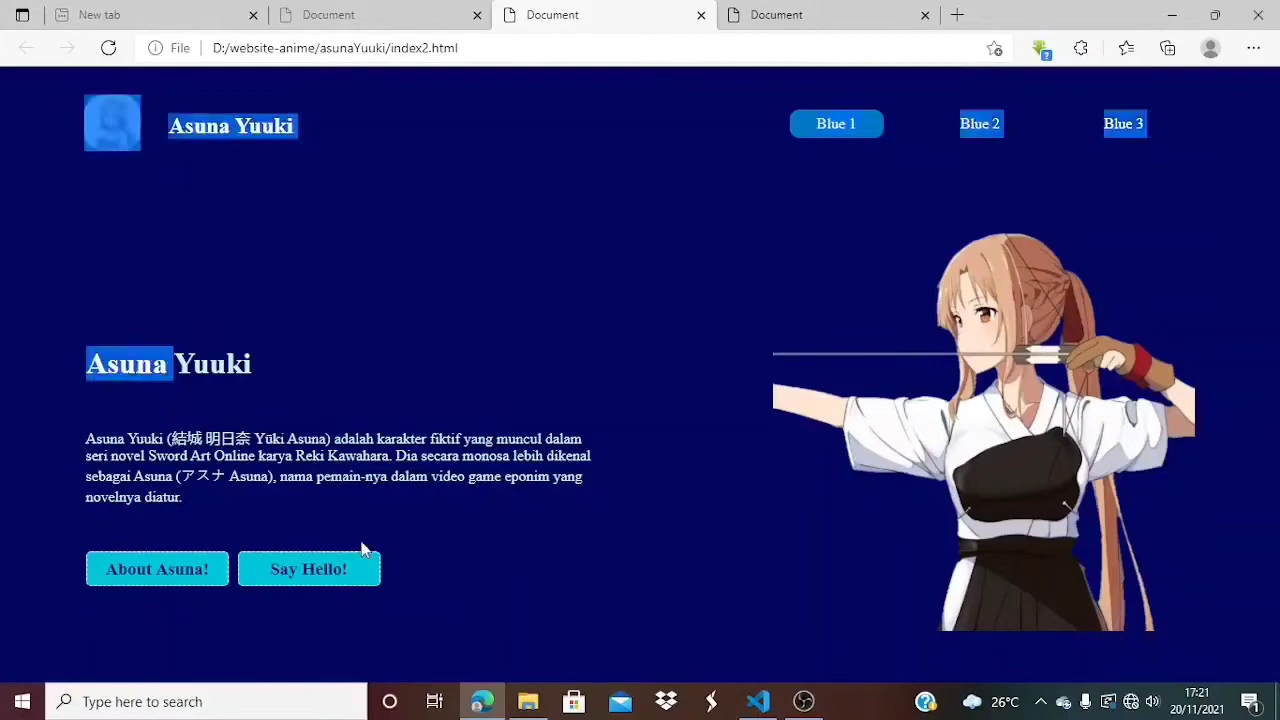 New tab
Document
Document
Document
File
D:/website-anime/asunaYuuki/index2.html
Asuna Yuuki
Blue 1
Blue 2
Blue 3
Asuna Yuuki
Asuna Yuuki (結城 明日奈 Yūki Asuna) adalah karakter fiktif yang muncul dalam
seri novel Sword Art Online karya Reki Kawahara. Dia secara monosa lebih dikenal
sebagai Asuna (アスナ Asuna), nama pemain-nya dalam video game eponim yang
novelnya diatur.
About Asuna!
Say Hello!
Type here to search
26°C
17:21
20/11/2021